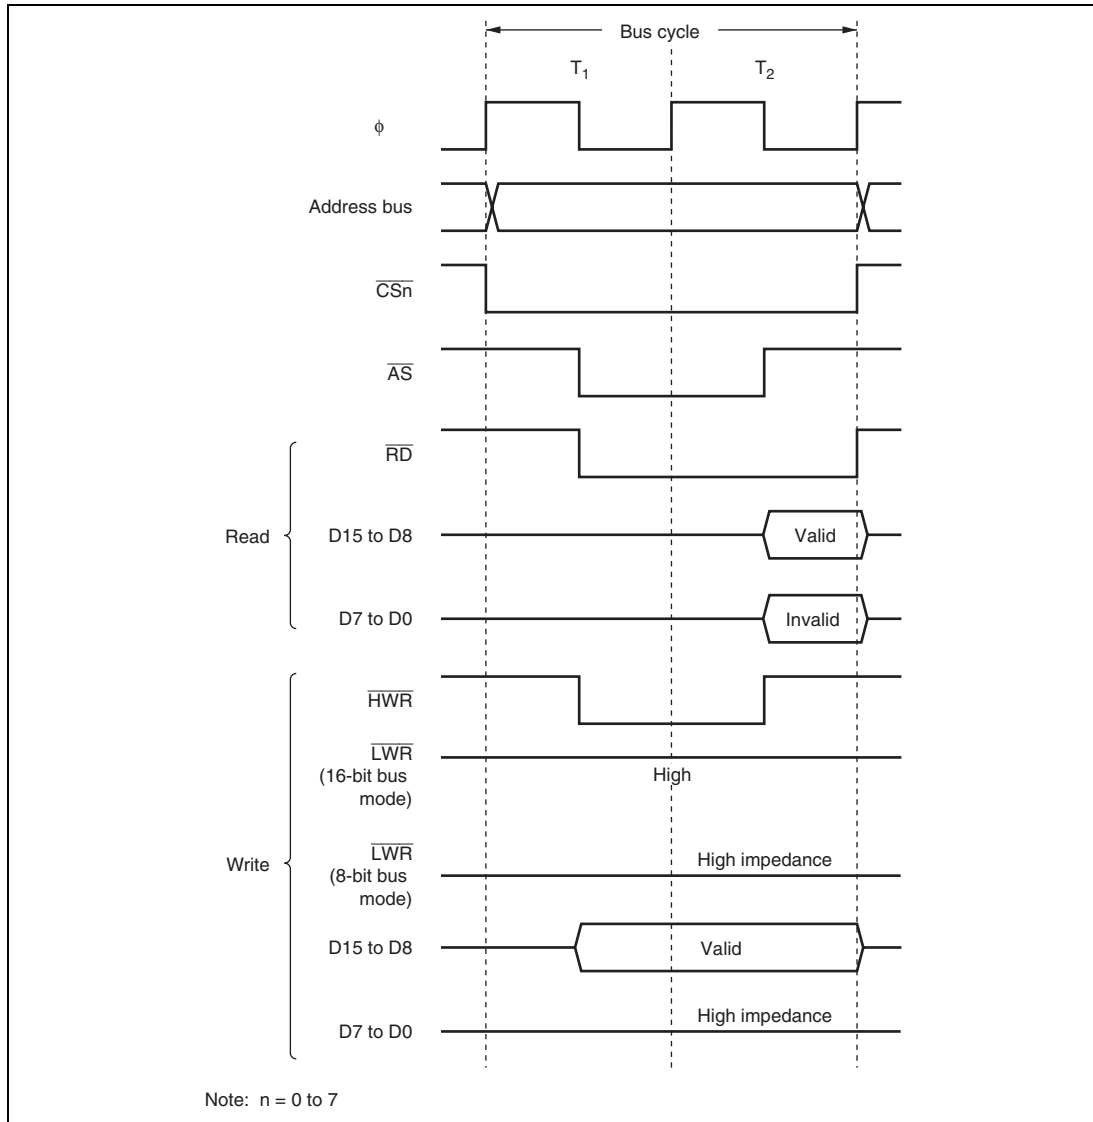 Bus cycle
T1
T2
ϕ
Address bus
CSn
AS
RD
Read
D15 to D8
Valid
D7 to D0
Invalid
HWR
LWR
(16-bit bus
mode)
High
Write
LWR
(8-bit bus
mode)
High impedance
D15 to D8
Valid
D7 to D0
High impedance
Note: n = 0 to 7